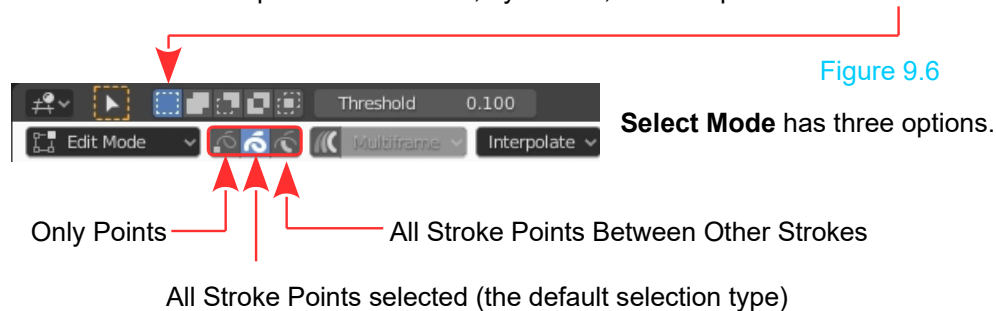 Figure 9.6
Threshold 0.100
Select Mode has three options.
Edit Mode Multiframe Interpolate
Only Points
All Stroke Points Between Other Strokes
All Stroke Points selected (the default selection type)